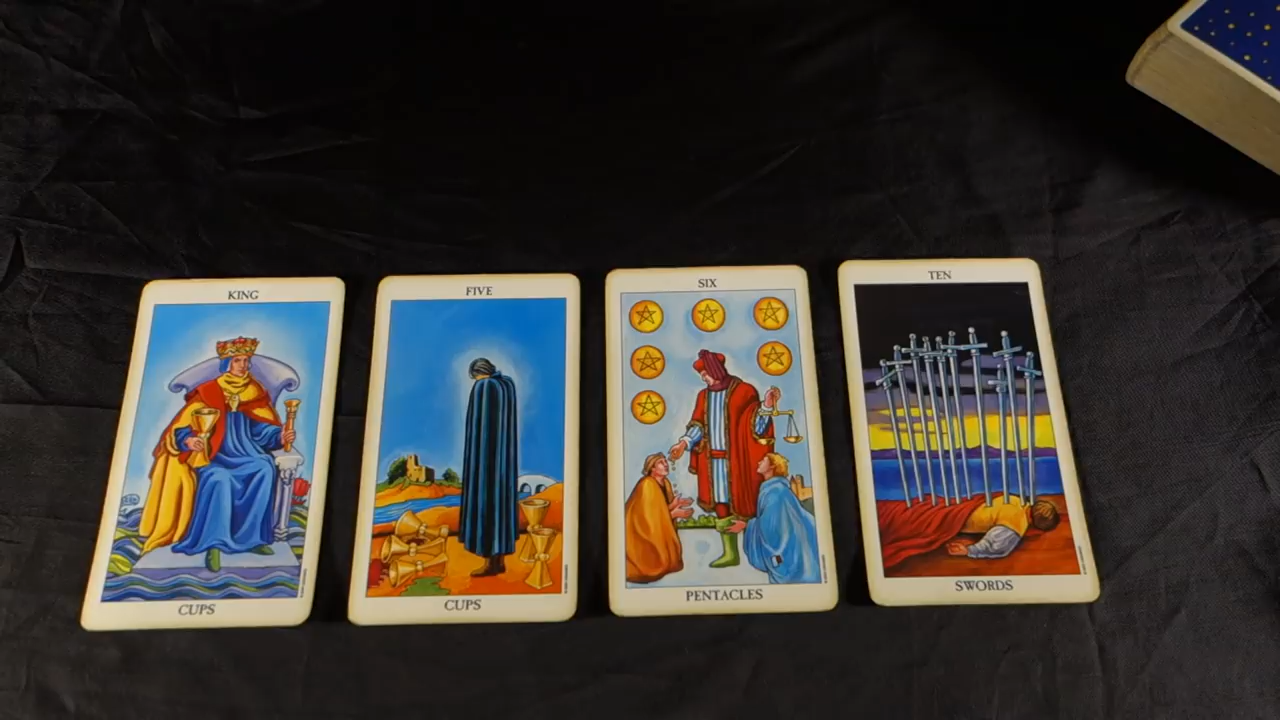 KING
CUPS
FIVE
CUPS
SIX
PENTACLES
TEN
SWORDS